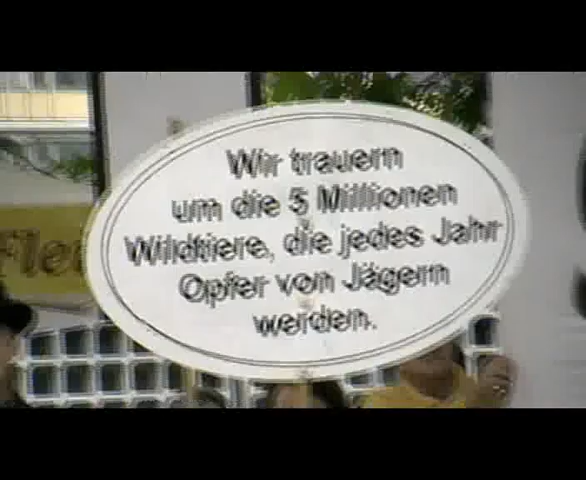 Wir trauern
um die 5 Millionen
Wildtiere, die jedes Jahr
Opfer von Jägern
werden.